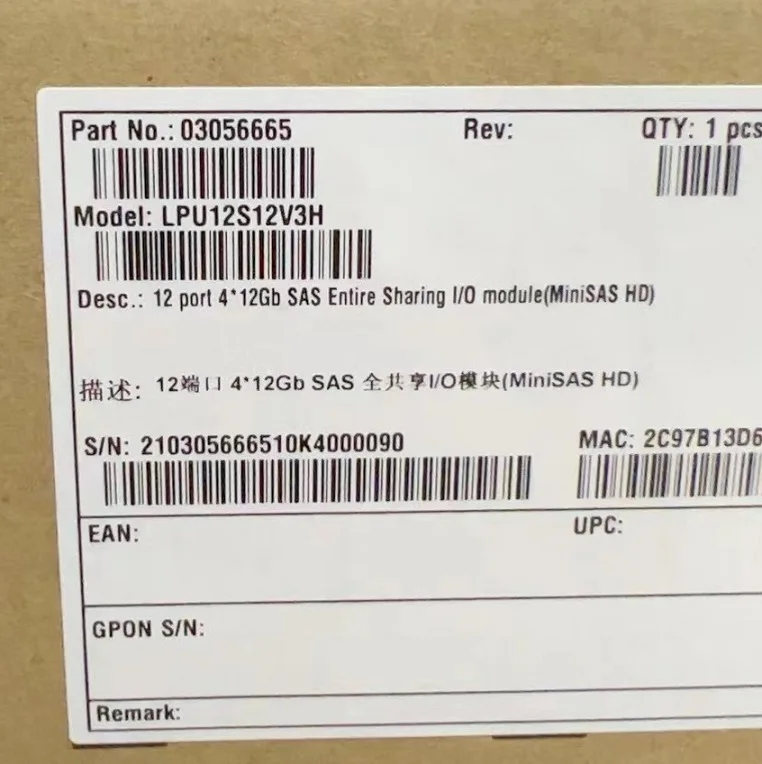 Part No.: 03056665 Rev: QTY: 1 pcs
Model: LPU12S12V3H
Desc.: 12 port 4*12Gb SAS Entire Sharing I/O module(MiniSAS HD)
描述: 12端口 4*12Gb SAS 全共享I/O模块(MiniSAS HD)
S/N: 210305666510K4000090 MAC: 2C97B13D6
EAN: UPC:
GPON S/N:
Remark: